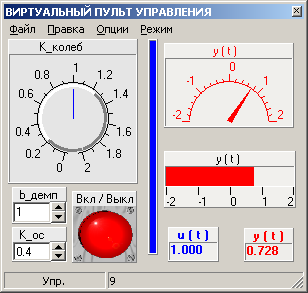 ВИРТУАЛЬНЫЙ ПУЛЬТ УПРАВЛЕНИЯ
Файл Правка Опции Режим
K_колеб
0 0.2 0.4 0.6 0.8 1 1.2 1.4 1.6 1.8 2
y ( t )
-2 -1 0 1 2
y ( t )
-2 -1 0 1 2
b_демп
1
K_ос
0.4
Вкл / Выкл
u ( t )
1.000
y ( t )
0.728
Упр. 9